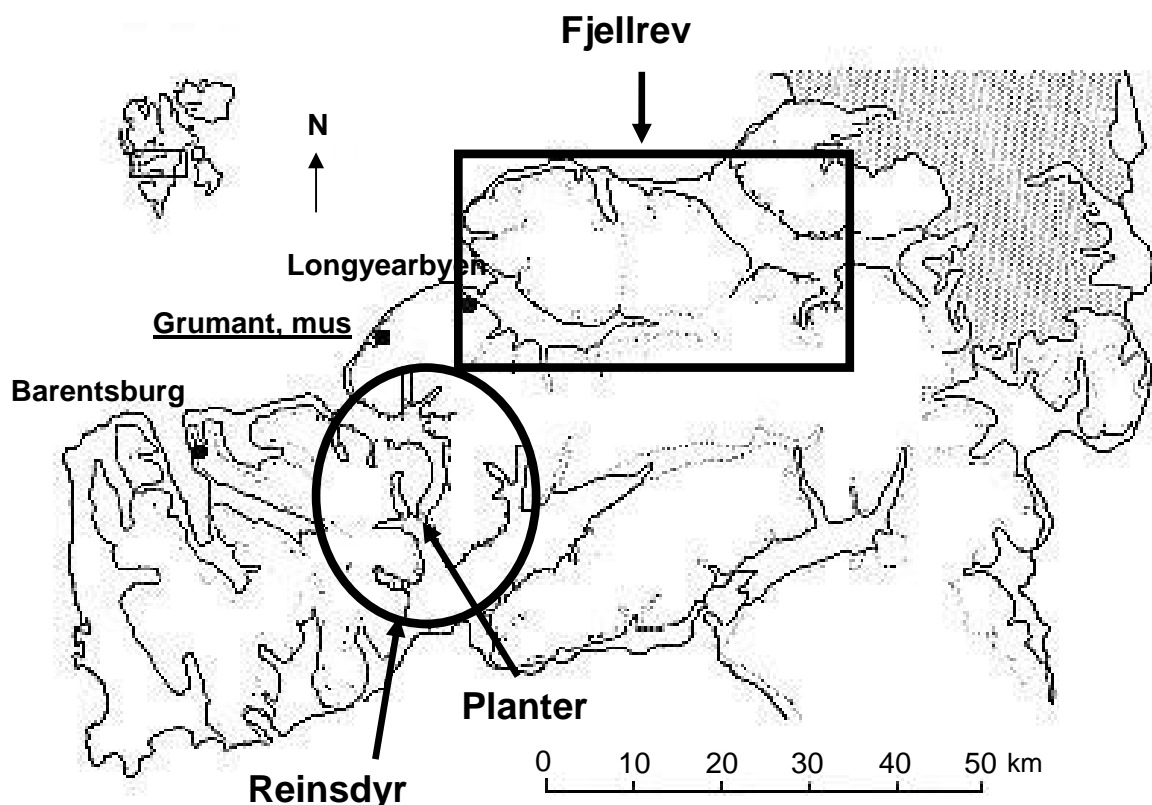 Fjellrev
N
Longyearbyen
Grumant, mus
Barentsburg
Planter
Reinsdyr
0 10 20 30 40 50 km